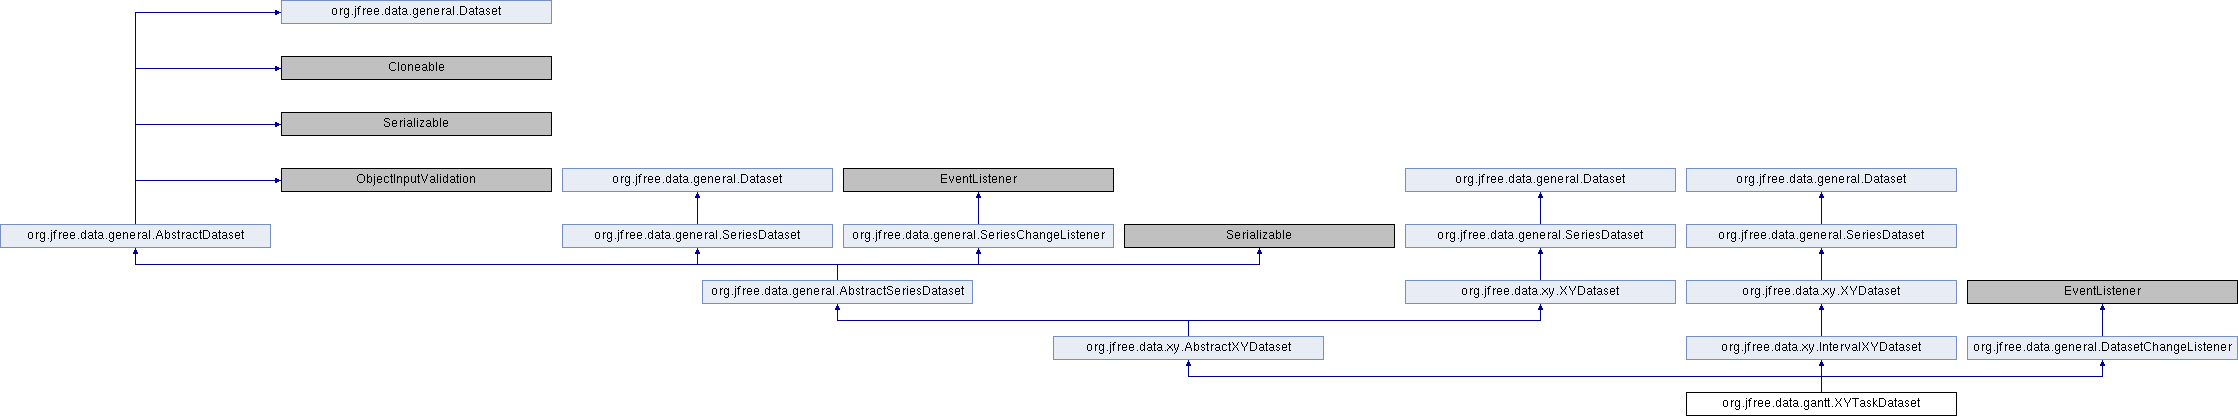 org.jfree.data.general.Dataset
Cloneable
Serializable
ObjectInputValidation
org.jfree.data.general.Dataset
EventListener
org.jfree.data.general.Dataset
org.jfree.data.general.Dataset
org.jfree.data.general.AbstractDataset
org.jfree.data.general.SeriesDataset
org.jfree.data.general.SeriesChangeListener
Serializable
org.jfree.data.general.SeriesDataset
org.jfree.data.general.SeriesDataset
org.jfree.data.general.AbstractSeriesDataset
org.jfree.data.xy.XYDataset
org.jfree.data.xy.XYDataset
EventListener
org.jfree.data.xy.AbstractXYDataset
org.jfree.data.xy.IntervalXYDataset
org.jfree.data.general.DatasetChangeListener
org.jfree.data.gantt.XYTaskDataset